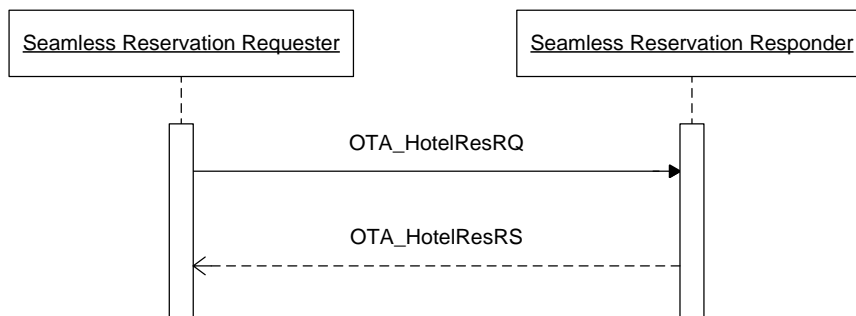 Seamless Reservation Requester
Seamless Reservation Responder
OTA_HotelResRQ
OTA_HotelResRS